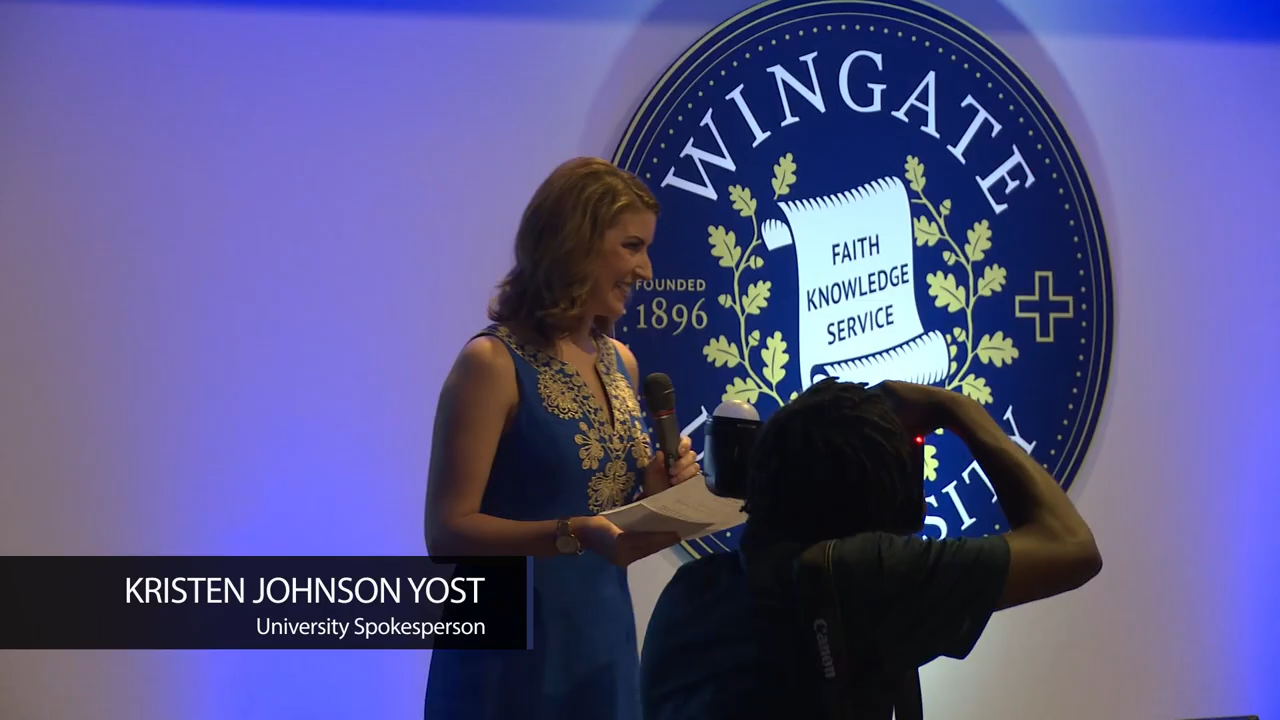 WINGATE
FOUNDED
1896
FAITH
KNOWLEDGE
SERVICE
Canon
KRISTEN JOHNSON YOST
University Spokesperson